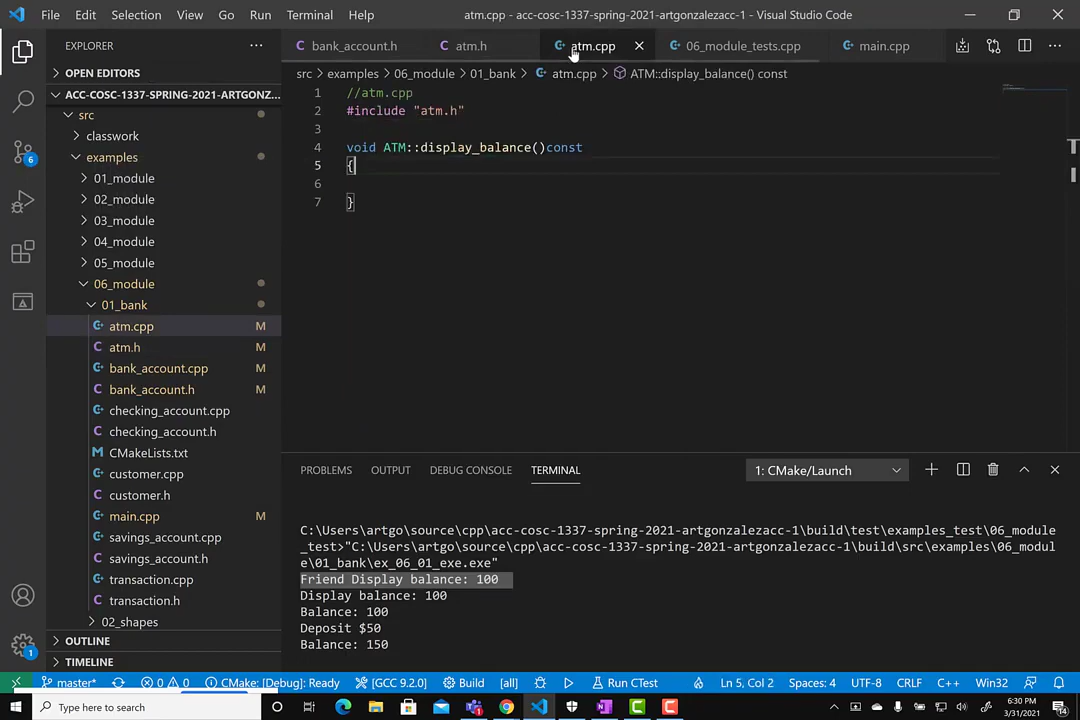 File Edit Selection View Go Run Terminal Help atm.cpp - acc-cosc-1337-spring-2021-artgonzalezacc-1 - Visual Studio Code
EXPLORER ... bank_account.h atm.h atm.cpp 06_module_tests.cpp main.cpp
OPEN EDITORS
src > examples > 06_module > 01_bank > atm.cpp > ATM::display_balance() const
ACC-COSC-1337-SPRING-2021-ARTGONZ...
src
classwork
examples
01_module
02_module
03_module
04_module
05_module
06_module
01_bank
atm.cpp M
atm.h M
bank_account.cpp M
bank_account.h M
checking_account.cpp
checking_account.h
CMakeLists.txt
customer.cpp
customer.h
main.cpp M
savings_account.cpp
savings_account.h
transaction.cpp
transaction.h
02_shapes
OUTLINE
TIMELINE
1 //atm.cpp
2 #include "atm.h"
3
4 void ATM::display_balance()const
5 {
6
7 }
PROBLEMS OUTPUT DEBUG CONSOLE TERMINAL 1: CMake/Launch
C:\Users\artgo\source\cpp\acc-cosc-1337-spring-2021-artgonzalezacc-1\build\test\examples_test\06_module
_test>"C:\Users\artgo\source\cpp\acc-cosc-1337-spring-2021-artgonzalezacc-1\build\src\examples\06_modul
e\01_bank\ex_06_01_exe.exe"
Friend Display balance: 100
Display balance: 100
Balance: 100
Deposit $50
Balance: 150
6
1
master* 0 0 CMake: [Debug]: Ready [GCC 9.2.0] Build [all] Run CTest Ln 5, Col 2 Spaces: 4 UTF-8 CRLF C++ Win32
Type here to search 6:30 PM
3/31/2021 14